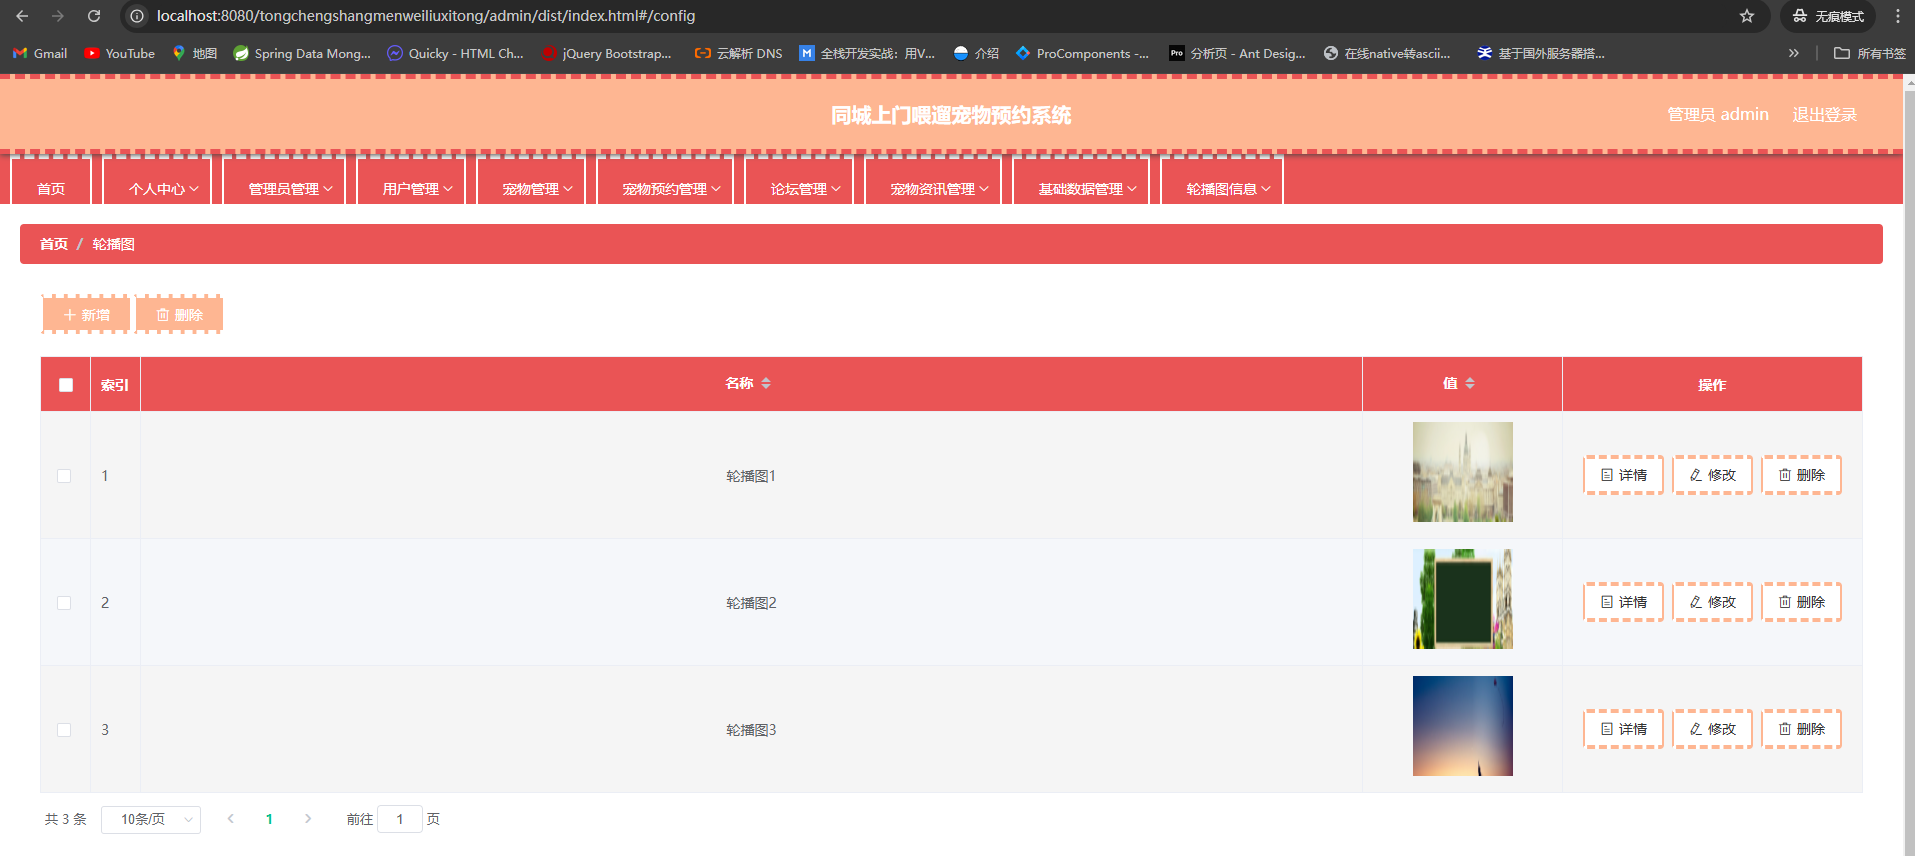 localhost:8080/tongchengshangmenweiliuxitong/admin/dist/index.html#/config
无痕模式
Gmail YouTube 地图 Spring Data Mong... Quicky - HTML Ch... jQuery Bootstrap... 云解析 DNS M 全栈开发实战：用V... 介绍 ProComponents -... Pro 分析页 - Ant Desig... 在线native转ascii... 基于国外服务器搭... » 所有书签
同城上门喂遛宠物预约系统
管理员 admin 退出登录
首页 个人中心 管理员管理 用户管理 宠物管理 宠物预约管理 论坛管理 宠物资讯管理 基础数据管理 轮播图信息
首页 / 轮播图
新增 删除
索引 名称 值 操作
1 轮播图1 详情 修改 删除
2 轮播图2 详情 修改 删除
3 轮播图3 详情 修改 删除
共 3 条 10条/页 1 前往 1 页